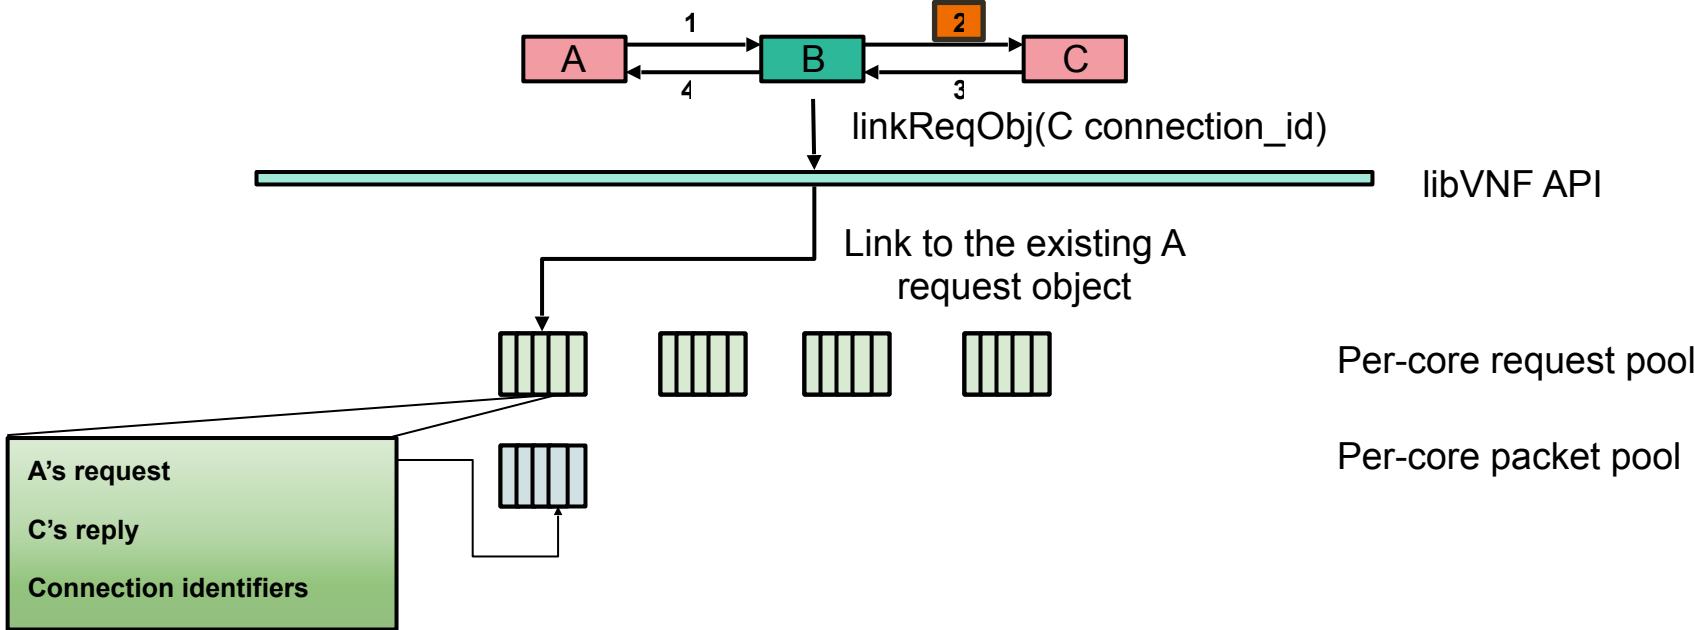 1
2
A
B
C
4
3
linkReqObj(C connection_id)
libVNF API
Link to the existing A
request object
Per-core request pool
Per-core packet pool
A’s request
C’s reply
Connection identifiers